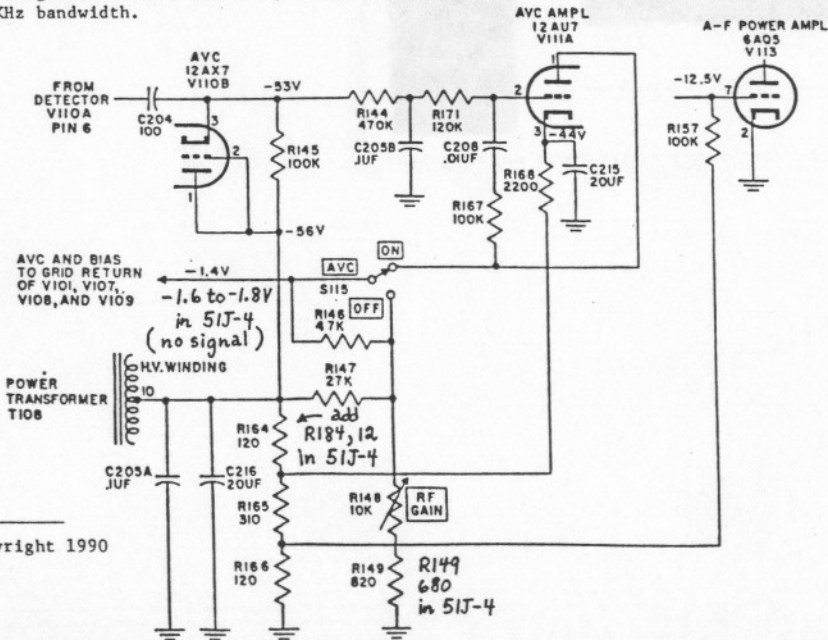 KHz bandwidth.
AVC
12AX7
V110B
AVC AMPL
12AU7
V111A
A-F POWER AMPL
6AQ5
V113
FROM
DETECTOR
V110A
PIN 6
C204
100
-53V
3
2
1
R145
100K
R144
470K
R171
120K
C205B
.1UF
C208
.01UF
1
2
3
-44V
R168
2200
C215
20UF
-12.5V
7
2
R157
100K
R167
100K
-56V
AVC AND BIAS
TO GRID RETURN
OF V101, V107,
V108, AND V109
-1.4V
AVC
S115
ON
OFF
-1.6 to -1.8V
in 51J-4
(no signal)
R146
47K
POWER
TRANSFORMER
T108
H.V. WINDING
10
R147
27K
R164
120
add
R184, 12
in 51J-4
C205A
.1UF
C216
20UF
R165
310
R148
10K
RF
GAIN
yright 1990
R166
120
R149
820
R149
680
in 51J-4